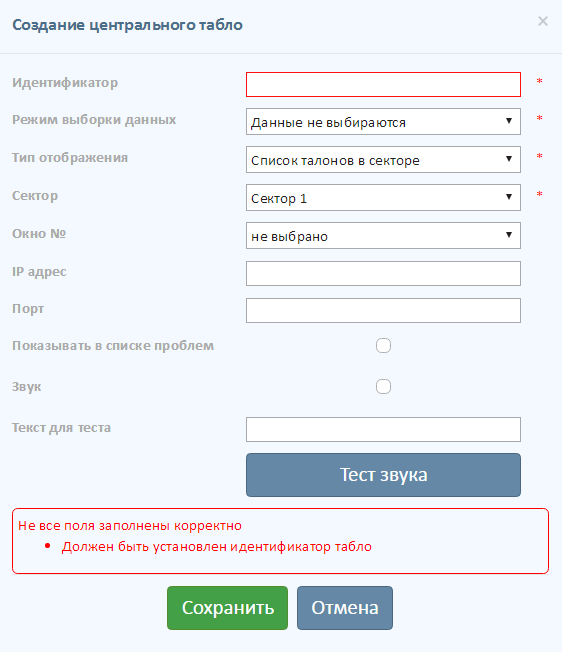 Создание центрального табло ×
Идентификатор *
Режим выборки данных Данные не выбираются *
Тип отображения Список талонов в секторе *
Сектор Сектор 1 *
Окно № не выбрано
IP адрес
Порт
Показывать в списке проблем
Звук
Текст для теста
Тест звука
Не все поля заполнены корректно
• Должен быть установлен идентификатор табло
Сохранить Отмена